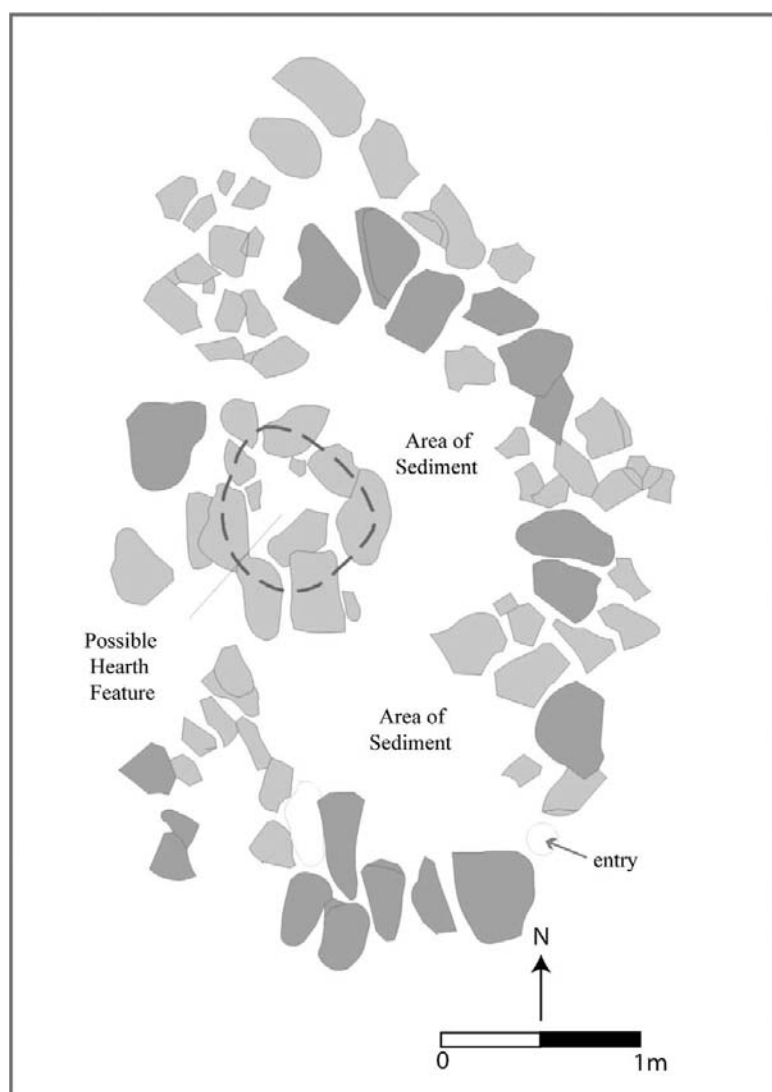 Area of
Sediment
Possible
Hearth
Feature
Area of
Sediment
entry
N
0 1m